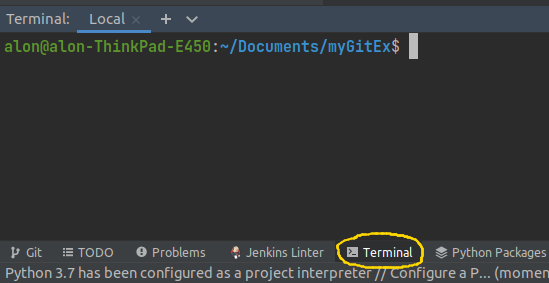 Terminal: Local × + ∨
alon@alon-ThinkPad-E450:~/Documents/myGitEx$
Git TODO Problems Jenkins Linter Terminal Python Packages
Python 3.7 has been configured as a project interpreter // Configure a P... (momen